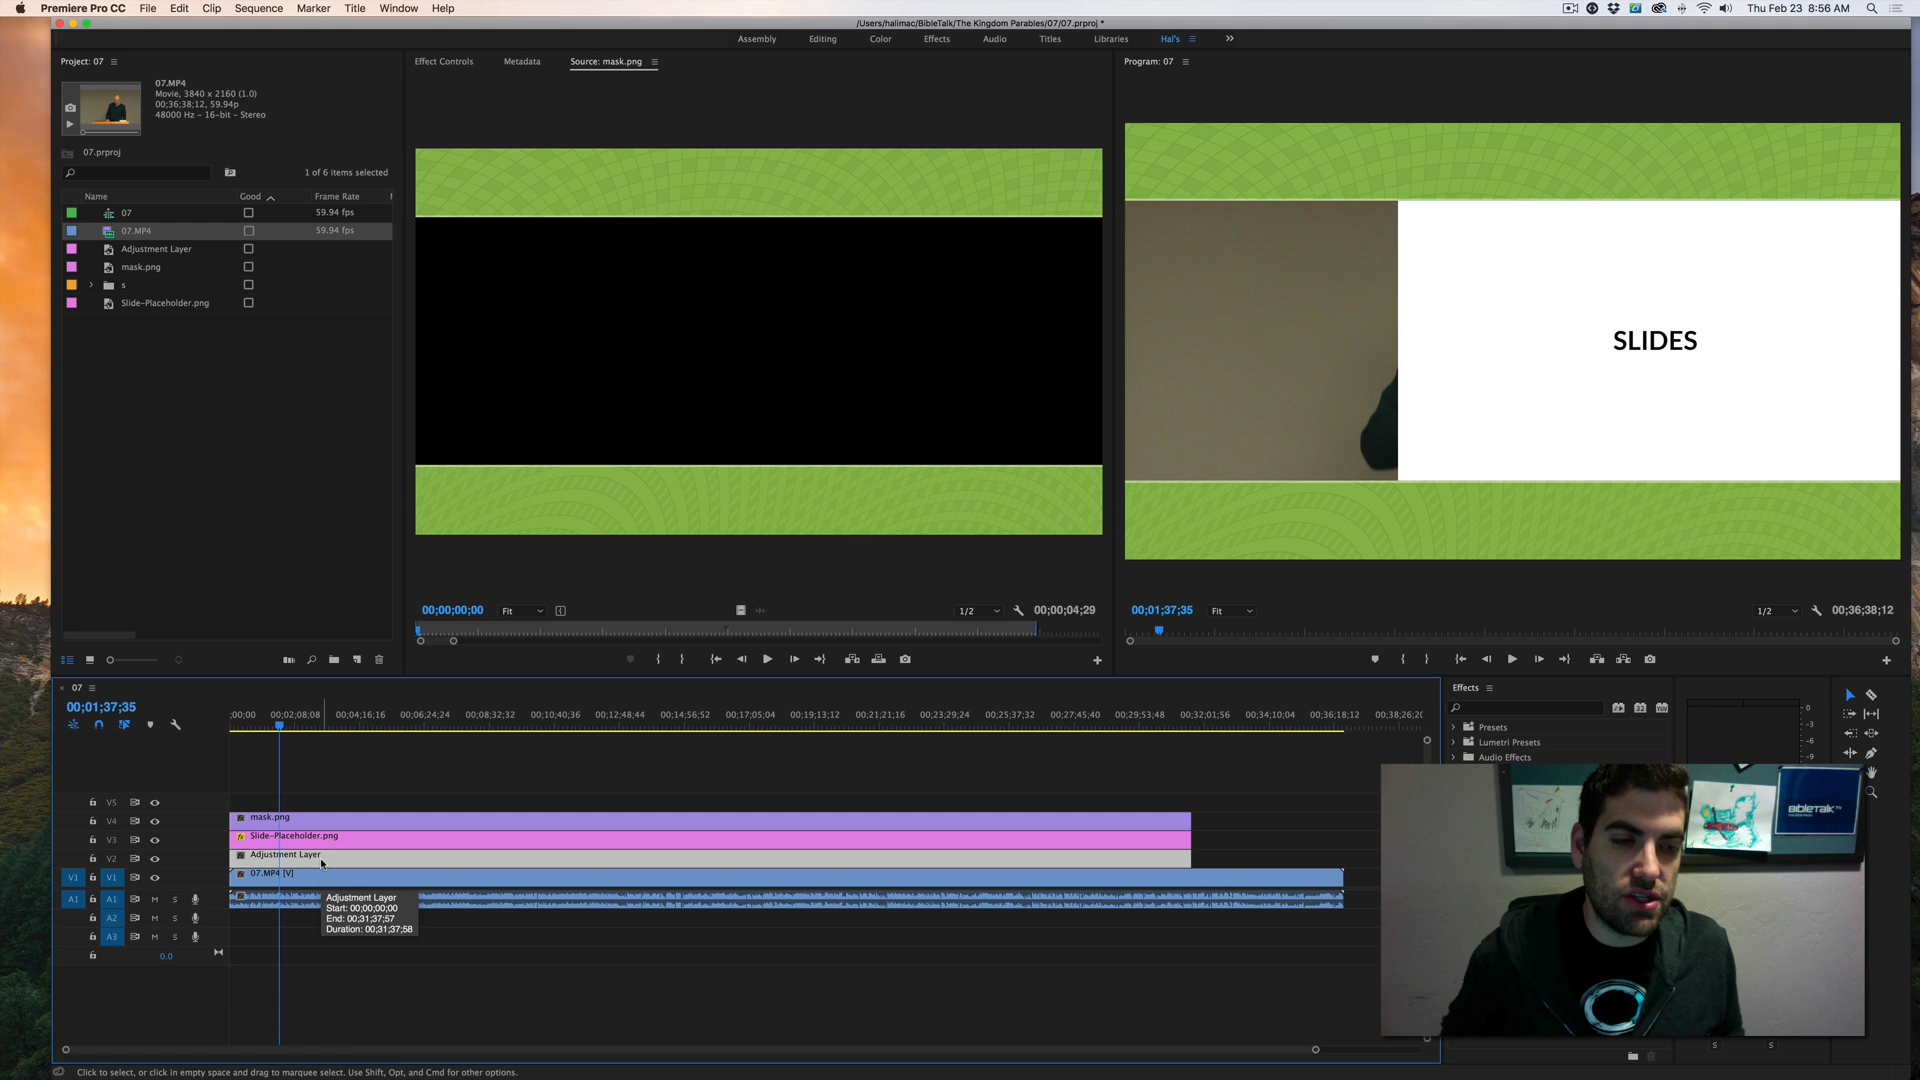 Premiere Pro CC File Edit Clip Sequence Marker Title Window Help
Thu Feb 23 8:56 AM
/Users/halimac/BibleTalk/The Kingdom Parables/07/07.prproj *
Assembly Editing Color Effects Audio Titles Libraries Hal's
Project: 07
07.MP4
Movie, 3840 x 2160 (1.0)
00;36;38;12, 59.94p
48000 Hz - 16-bit - Stereo
07.prproj
1 of 6 items selected
Name Good Frame Rate
07 59.94 fps
07.MP4 59.94 fps
Adjustment Layer
mask.png
s
Slide-Placeholder.png
Effect Controls Metadata Source: mask.png
00;00;00;00 Fit 1/2 00;00;04;29
Program: 07
SLIDES
00;01;37;35 Fit 1/2 00;36;38;12
07
00;01;37;35
;00;00 00;02;08;08 00;04;16;16 00;06;24;24 00;08;32;32 00;10;40;36 00;12;48;44 00;14;56;52 00;17;05;04 00;19;13;12 00;21;21;16 00;23;29;24 00;25;37;32 00;27;45;40 00;29;53;48 00;32;01;56 00;34;10;04 00;36;18;12 00;38;26;20
V5
V4 mask.png
V3 Slide-Placeholder.png
V2 Adjustment Layer
V1 V1 07.MP4 [V]
A1 A1 M S
A2 M S
A3 M S
0.0
Adjustment Layer
Start: 00;00;00;00
End: 00;31;37;57
Duration: 00;31;37;58
Effects
Presets
Lumetri Presets
Audio Effects
0
-3
-6
-9
BiBLeTaLK.TV
S S
Click to select, or click in empty space and drag to marquee select. Use Shift, Opt, and Cmd for other options.